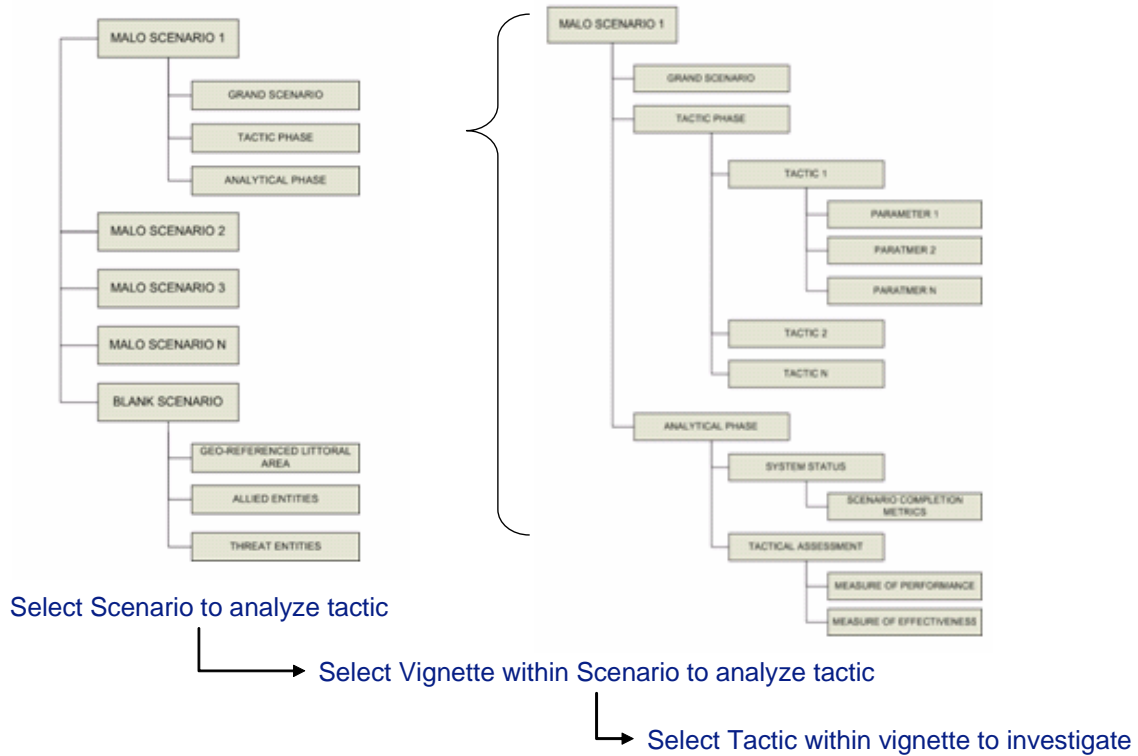 MALO SCENARIO 1
GRAND SCENARIO
TACTIC PHASE
ANALYTICAL PHASE
MALO SCENARIO 2
MALO SCENARIO 3
MALO SCENARIO N
BLANK SCENARIO
GEO-REFERENCED LITTORAL
AREA
ALLIED ENTITIES
THREAT ENTITIES
MALO SCENARIO 1
GRAND SCENARIO
TACTIC PHASE
TACTIC 1
PARAMETER 1
PARATMER 2
PARATMER N
TACTIC 2
TACTIC N
ANALYTICAL PHASE
SYSTEM STATUS
SCENARIO COMPLETION
METRICS
TACTICAL ASSESSMENT
MEASURE OF PERFORMANCE
MEASURE OF EFFECTIVENESS
Select Scenario to analyze tactic
Select Vignette within Scenario to analyze tactic
Select Tactic within vignette to investigate